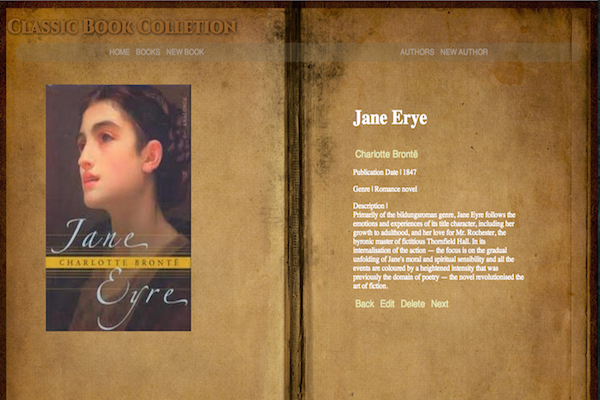 Classic Book Colletion
HOME BOOKS NEW BOOK
AUTHORS NEW AUTHOR
Jane
CHARLOTTE BRONTË
Eyre
Jane Erye
Charlotte Brontë
Publication Date | 1847
Genre | Romance novel
Description |
Primarily of the bildungsroman genre, Jane Eyre follows the
emotions and experiences of its title character, including her
growth to adulthood, and her love for Mr. Rochester, the
byronic master of fictitious Thornfield Hall. In its
internalisation of the action — the focus is on the gradual
unfolding of Jane's moral and spiritual sensibility and all the
events are coloured by a heightened intensity that was
previously the domain of poetry — the novel revolutionised the
art of fiction.
Back Edit Delete Next